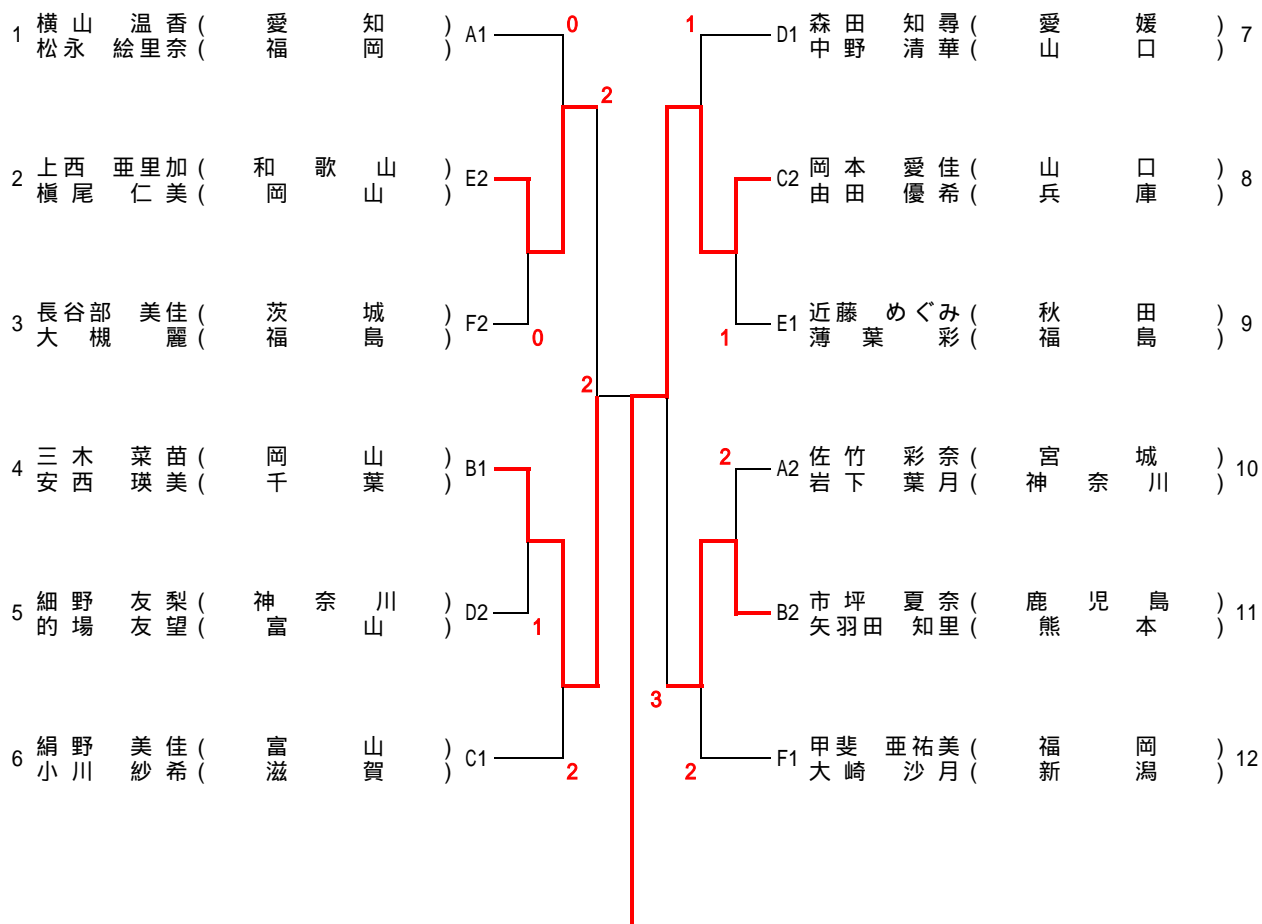 1 横山 温香 ( 愛知 ) A1
松永 絵里奈 ( 福岡 )
2 上西 亜里加 ( 和歌山 ) E2
槇尾 仁美 ( 岡山 )
3 長谷部 美佳 ( 茨城 ) F2
大槻 麗 ( 福島 )
4 三木 菜苗 ( 岡山 ) B1
安西 瑛美 ( 千葉 )
5 細野 友梨 ( 神奈川 ) D2
的場 友望 ( 富山 )
6 絹野 美佳 ( 富山 ) C1
小川 紗希 ( 滋賀 )
0
2
0
2
1
2
1
1
2
3
2
D1 森田 知尋 ( 愛媛 ) 7
中野 清華 ( 山口 )
C2 岡本 愛佳 ( 山口 ) 8
由田 優希 ( 兵庫 )
E1 近藤 めぐみ ( 秋田 ) 9
薄葉 彩 ( 福島 )
A2 佐竹 彩奈 ( 宮城 ) 10
岩下 葉月 ( 神奈川 )
B2 市坪 夏奈 ( 鹿児島 ) 11
矢羽田 知里 ( 熊本 )
F1 甲斐 亜祐美 ( 福岡 ) 12
大崎 沙月 ( 新潟 )